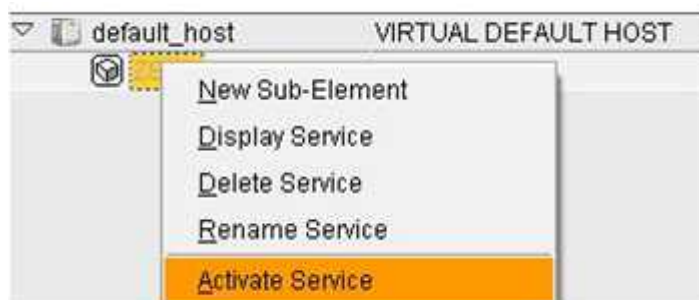 default_host VIRTUAL DEFAULT HOST
New Sub-Element
Display Service
Delete Service
Rename Service
Activate Service